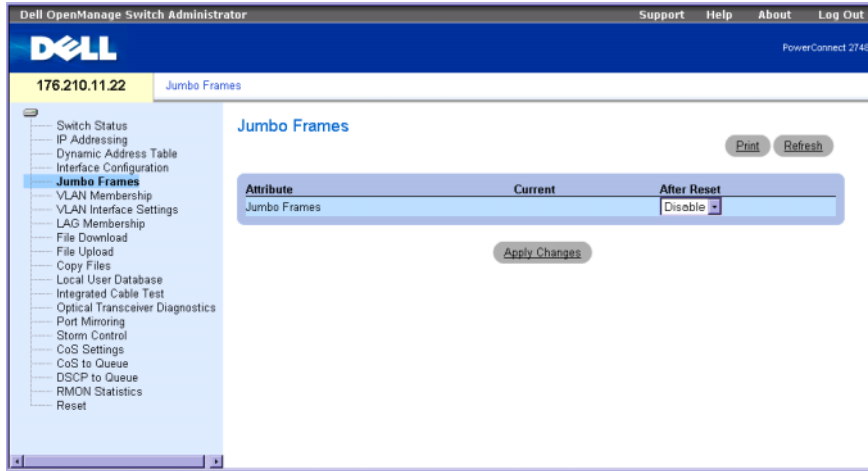 Dell OpenManage Switch Administrator
Support Help About Log Out
DELL
PowerConnect 2748
176.210.11.22
Jumbo Frames
Switch Status
IP Addressing
Dynamic Address Table
Interface Configuration
Jumbo Frames
VLAN Membership
VLAN Interface Settings
LAG Membership
File Download
File Upload
Copy Files
Local User Database
Integrated Cable Test
Optical Transceiver Diagnostics
Port Mirroring
Storm Control
CoS Settings
CoS to Queue
DSCP to Queue
RMON Statistics
Reset
Jumbo Frames
Print Refresh
Attribute Current After Reset
Jumbo Frames Disable
Apply Changes